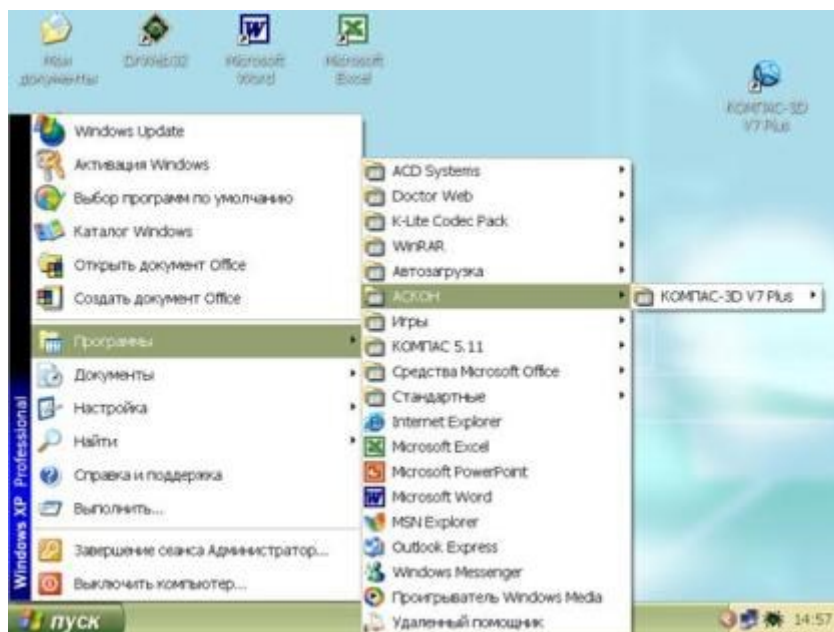 Мои
документы
DrWeb32
Microsoft
Word
Microsoft
Excel
КОМПАС-3D
V7 Plus
Windows Update
Активация Windows
Выбор программ по умолчанию
Каталог Windows
Открыть документ Office
Создать документ Office
Программы
Документы
Настройка
Найти
Справка и поддержка
Выполнить...
Завершение сеанса Администратор...
Выключить компьютер...
Windows XP Professional
ACD Systems
Doctor Web
K-Lite Codec Pack
WinRAR
Автозагрузка
АСКОН
Игры
КОМПАС 5.11
Средства Microsoft Office
Стандартные
Internet Explorer
Microsoft Excel
Microsoft PowerPoint
Microsoft Word
MSN Explorer
Outlook Express
Windows Messenger
Проигрыватель Windows Media
Удаленный помощник
КОМПАС-3D V7 Plus
пуск
14:57